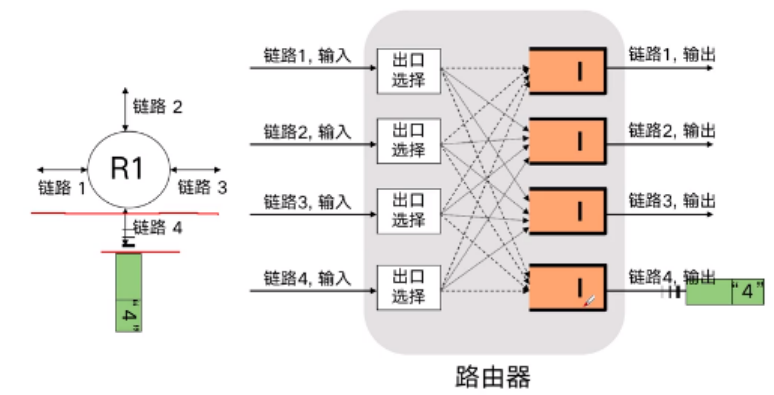 链路 2
R1
链路 1
链路 3
链路 4
“4”
链路1, 输入
链路2, 输入
链路3, 输入
链路4, 输入
出口
选择
出口
选择
出口
选择
出口
选择
链路1, 输出
链路2, 输出
链路3, 输出
链路4, 输出
“4”
路由器